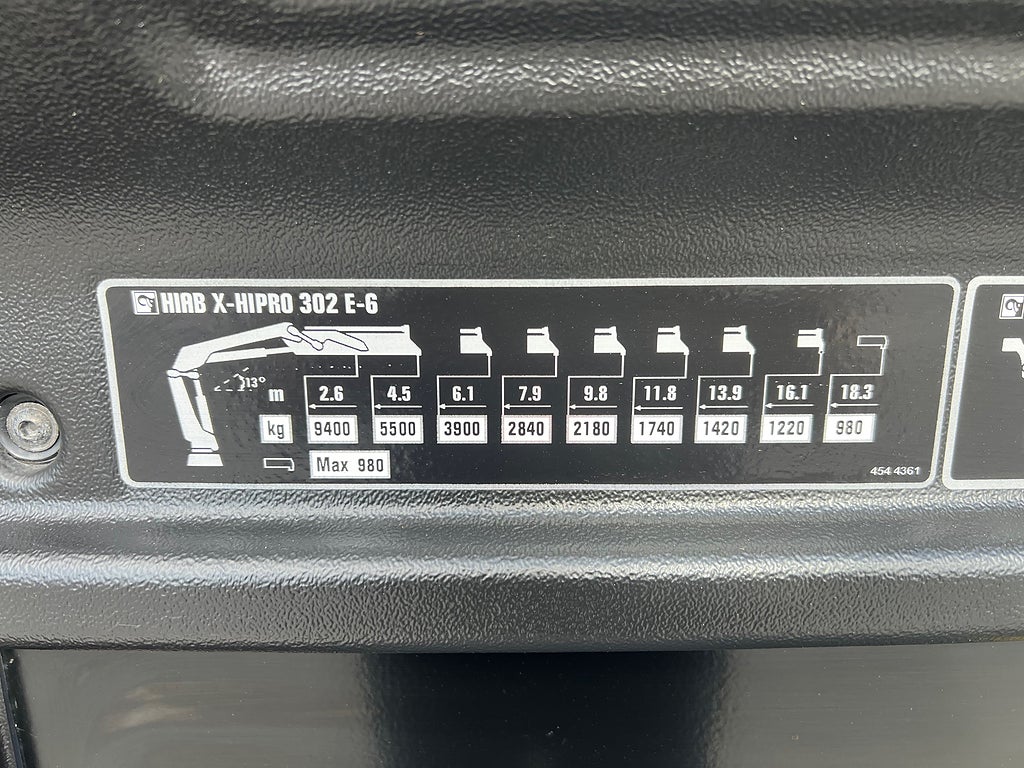 HIAB X-HIPRO 302 E-6
13°
m 2.6 4.5 6.1 7.9 9.8 11.8 13.9 16.1 18.3
kg 9400 5500 3900 2840 2180 1740 1420 1220 980
Max 980
454 4361